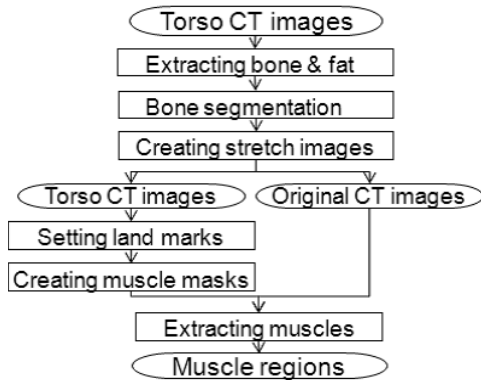 Torso CT images
Extracting bone & fat
Bone segmentation
Creating stretch images
Torso CT images
Original CT images
Setting land marks
Creating muscle masks
Extracting muscles
Muscle regions